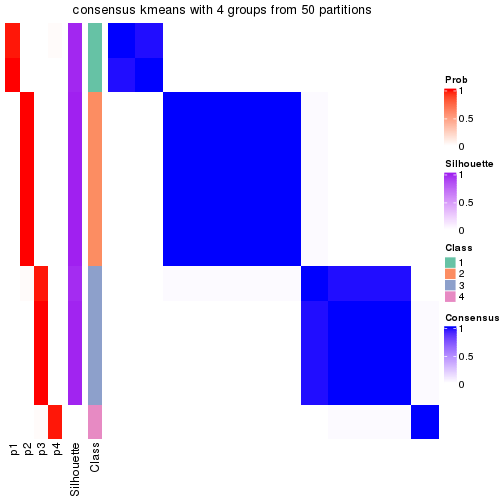 consensus kmeans with 4 groups from 50 partitions
Prob
1
0.5
0
Silhouette
1
0.5
0
Class
1
2
3
4
Consensus
1
0.5
0
p1
p2
p3
p4
Silhouette
Class